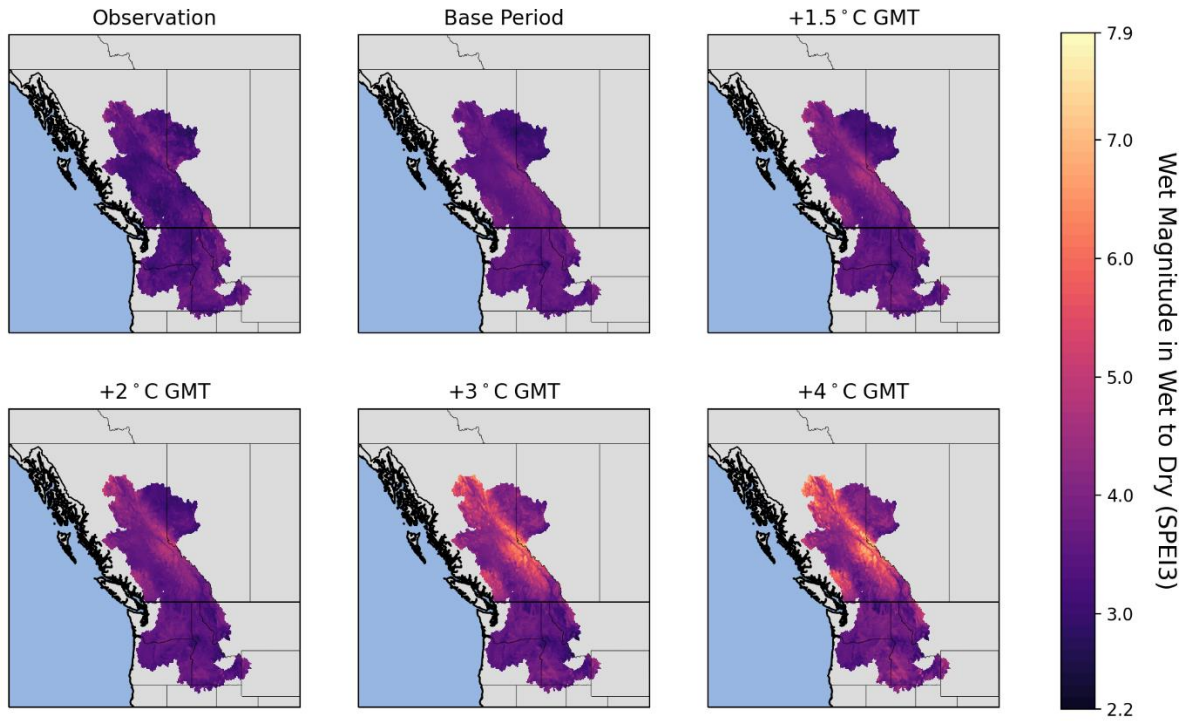 Observation
Base Period
+1.5°C GMT
+2°C GMT
+3°C GMT
+4°C GMT
7.9
7.0
6.0
5.0
4.0
3.0
2.2
Wet Magnitude in Wet to Dry (SPEI3)